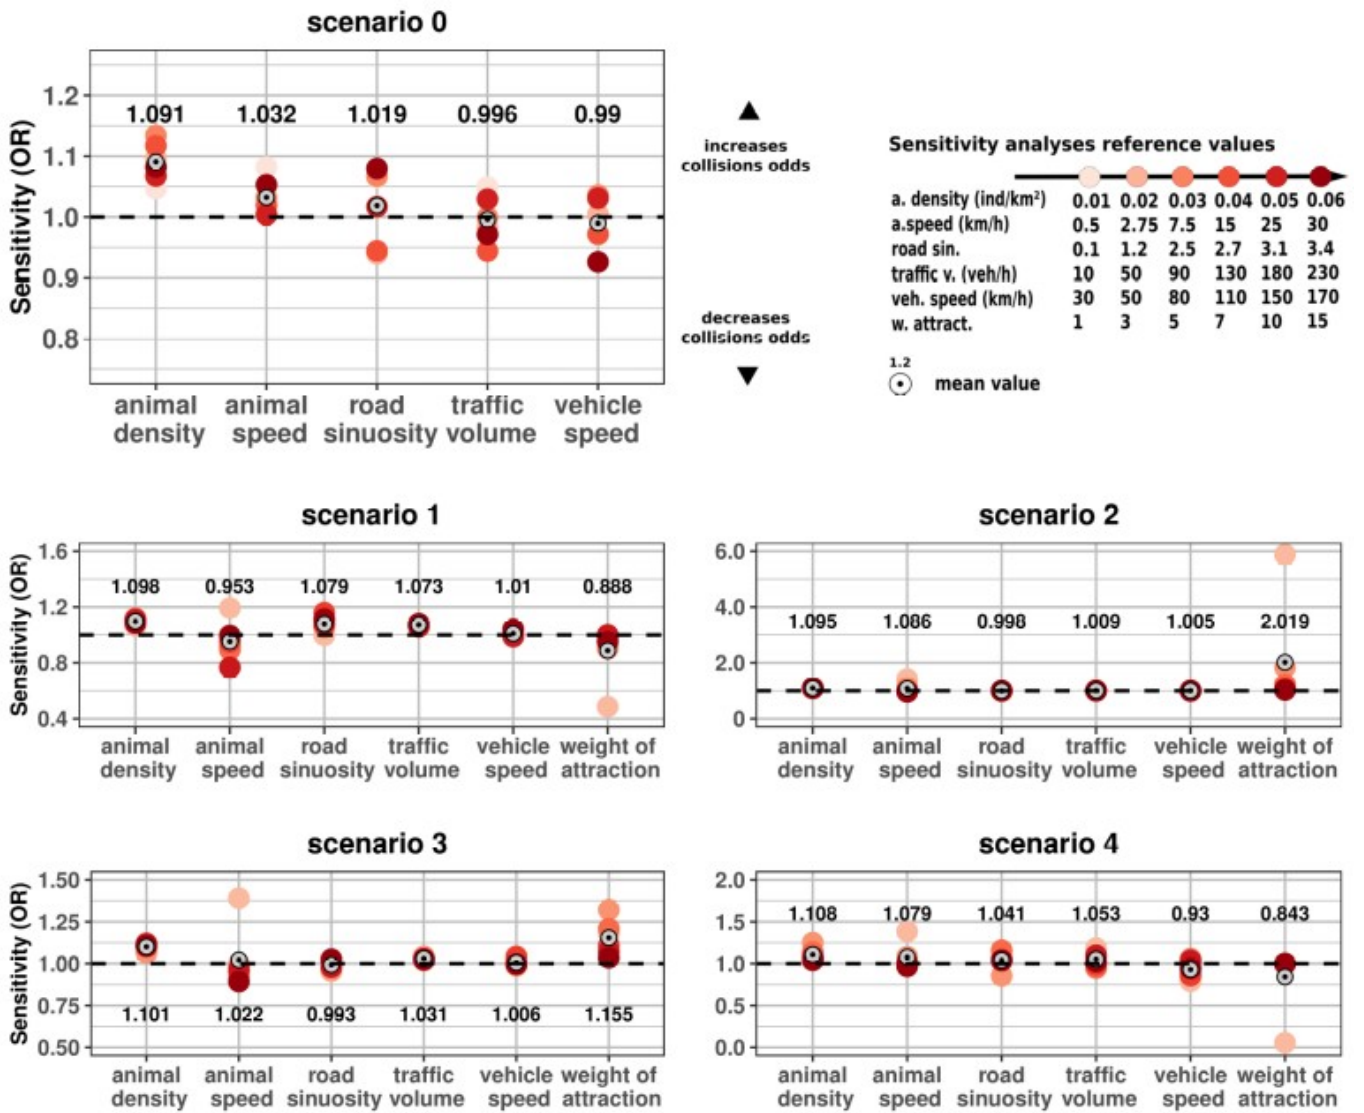 scenario 0
Sensitivity (OR)
1.2
1.1
1.0
0.9
0.8
1.091 1.032 1.019 0.996 0.99
animal density
animal speed
road sinuosity
traffic volume
vehicle speed
increases
collisions odds
decreases
collisions odds
Sensitivity analyses reference values
a. density (ind/km²) 0.01 0.02 0.03 0.04 0.05 0.06
a.speed (km/h) 0.5 2.75 7.5 15 25 30
road sin. 0.1 1.2 2.5 2.7 3.1 3.4
traffic v. (veh/h) 10 50 90 130 180 230
veh. speed (km/h) 30 50 80 110 150 170
w. attract. 1 3 5 7 10 15
1.2
mean value
scenario 1
Sensitivity (OR)
1.6
1.2
0.8
0.4
1.098 0.953 1.079 1.073 1.01 0.888
animal density
animal speed
road sinuosity
traffic volume
vehicle speed
weight of attraction
scenario 2
6.0
4.0
2.0
0
1.095 1.086 0.998 1.009 1.005 2.019
animal density
animal speed
road sinuosity
traffic volume
vehicle speed
weight of attraction
scenario 3
Sensitivity (OR)
1.50
1.25
1.00
0.75
0.50
1.101 1.022 0.993 1.031 1.006 1.155
animal density
animal speed
road sinuosity
traffic volume
vehicle speed
weight of attraction
scenario 4
2.0
1.5
1.0
0.5
0.0
1.108 1.079 1.041 1.053 0.93 0.843
animal density
animal speed
road sinuosity
traffic volume
vehicle speed
weight of attraction